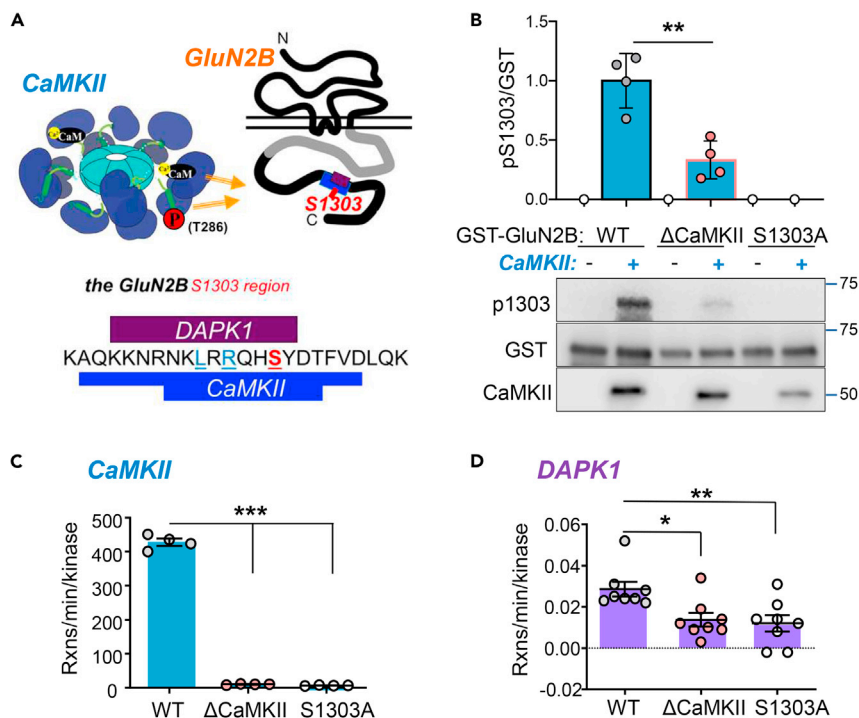 A
CaMKII
GluN2B
N
CaM
CaM
P
(T286)
S1303
C
the GluN2B S1303 region
DAPK1
KAQKKNRNKLRRQHSYDTFVDLQK
CaMKII
B
**
pS1303/GST
1.5
1.0
0.5
0.0
GST-GluN2B: WT ΔCaMKII S1303A
CaMKII: - + - + - +
p1303
75
GST
75
CaMKII
50
C
CaMKII
***
Rxns/min/kinase
500
400
300
200
100
0
WT ΔCaMKII S1303A
D
DAPK1
**
*
Rxns/min/kinase
0.06
0.04
0.02
0.00
-0.02
WT ΔCaMKII S1303A